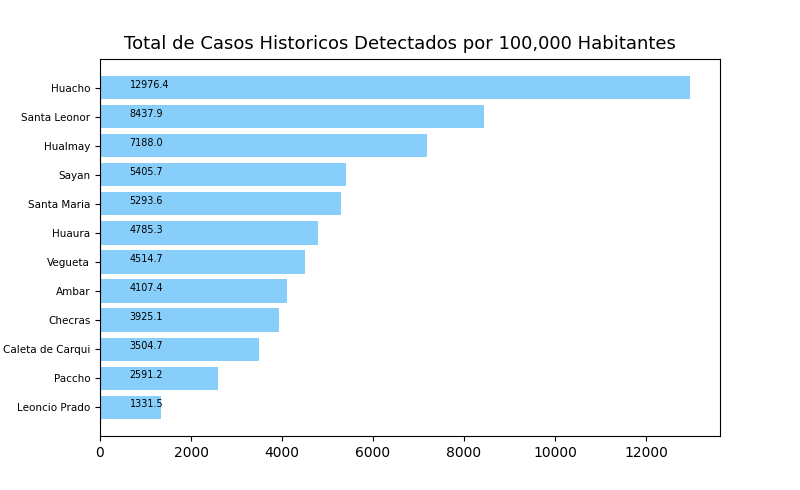 Total de Casos Historicos Detectados por 100,000 Habitantes
Huacho 12976.4
Santa Leonor 8437.9
Hualmay 7188.0
Sayan 5405.7
Santa Maria 5293.6
Huaura 4785.3
Vegueta 4514.7
Ambar 4107.4
Checras 3925.1
Caleta de Carqui 3504.7
Paccho 2591.2
Leoncio Prado 1331.5
0 2000 4000 6000 8000 10000 12000